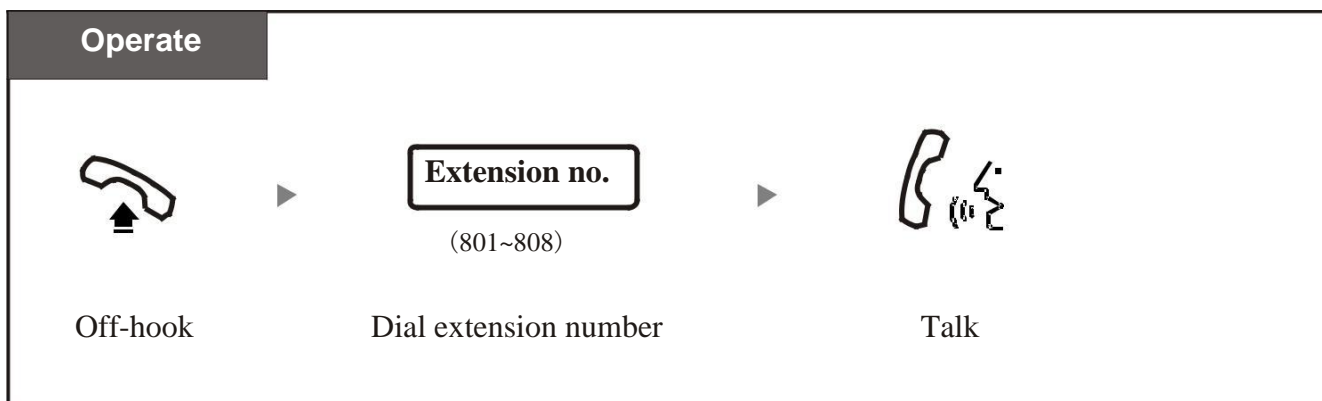 Operate
Extension no.
（801~808）
Off-hook
Dial extension number
Talk